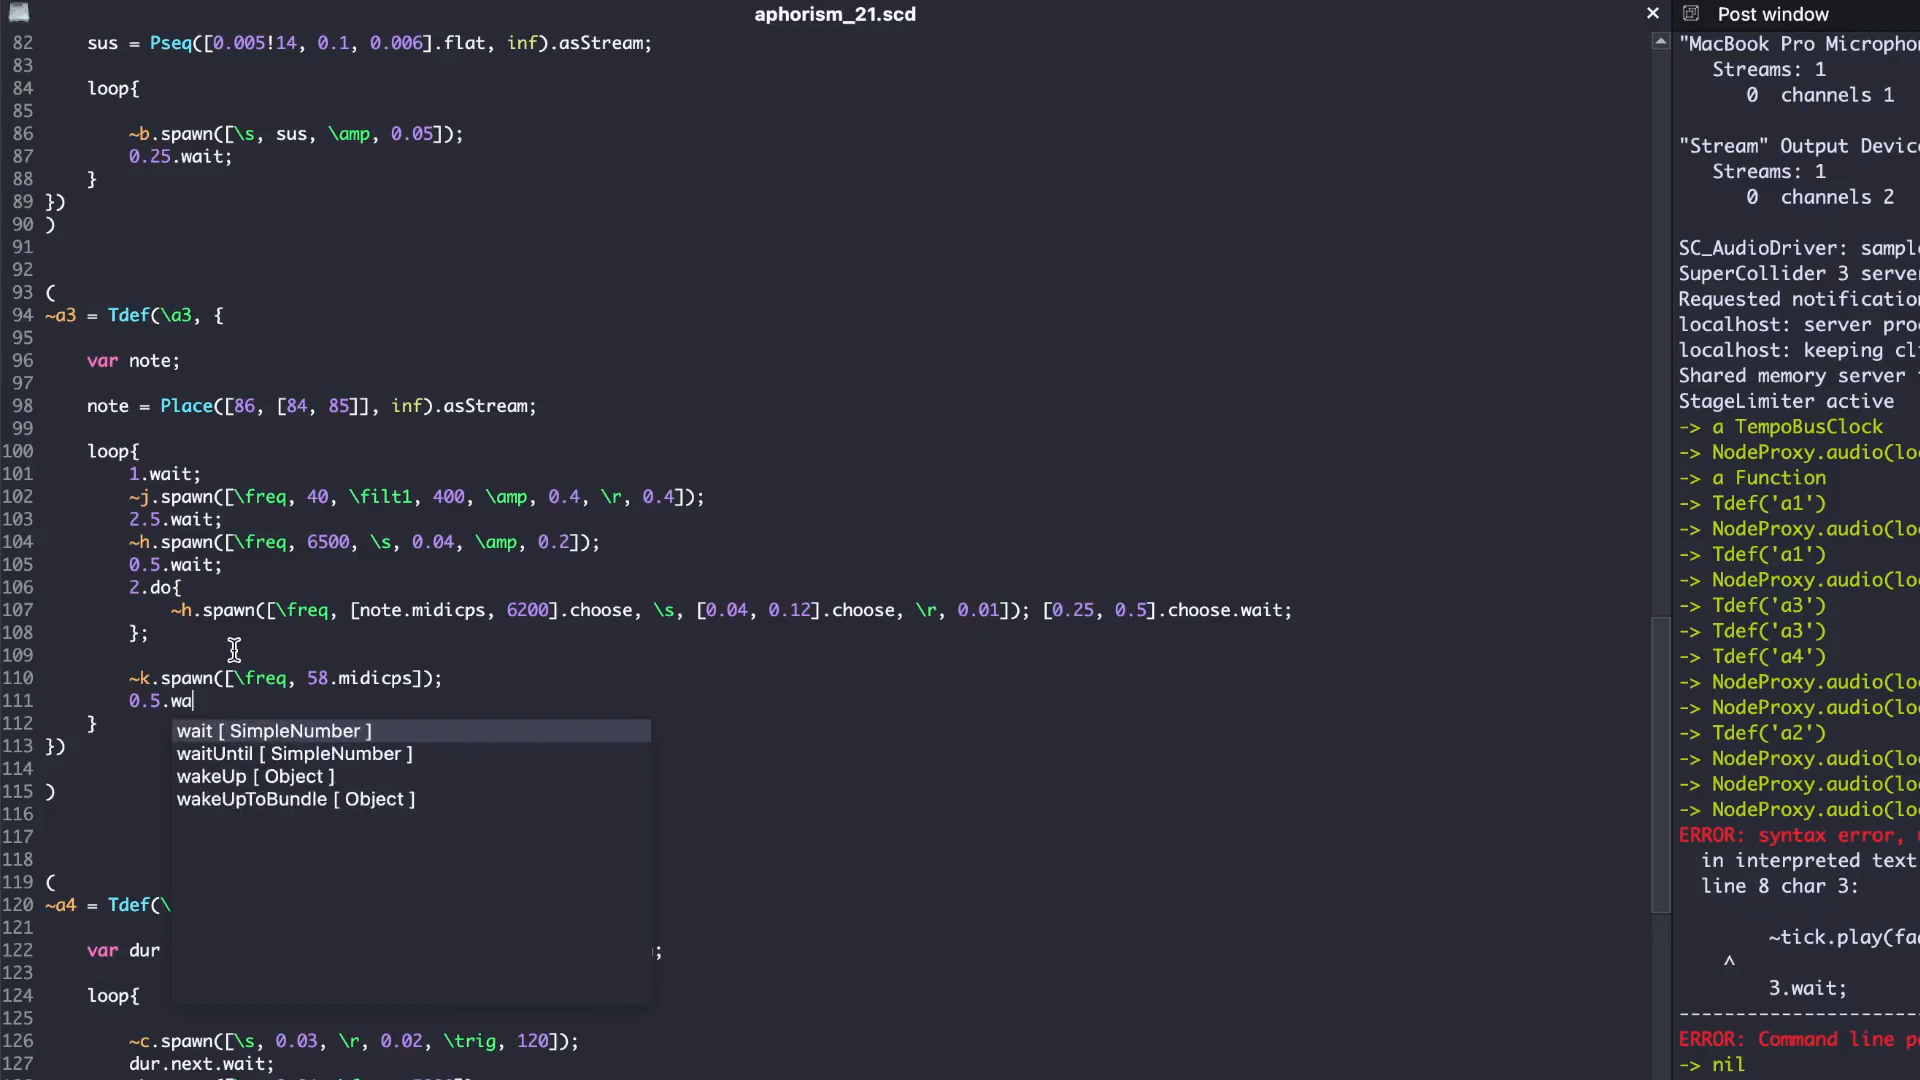 aphorism_21.scd
82 sus = Pseq([0.005!14, 0.1, 0.006].flat, inf).asStream;
83
84 loop{
85
86 ~b.spawn([\s, sus, \amp, 0.05]);
87 0.25.wait;
88 }
89 })
90 )
91
92
93 (
94 ~a3 = Tdef(\a3, {
95
96 var note;
97
98 note = Place([86, [84, 85]], inf).asStream;
99
100 loop{
101 1.wait;
102 ~j.spawn([\freq, 40, \filt1, 400, \amp, 0.4, \r, 0.4]);
103 2.5.wait;
104 ~h.spawn([\freq, 6500, \s, 0.04, \amp, 0.2]);
105 0.5.wait;
106 2.do{
107 ~h.spawn([\freq, [note.midicps, 6200].choose, \s, [0.04, 0.12].choose, \r, 0.01]); [0.25, 0.5].choose.wait;
108 };
109
110 ~k.spawn([\freq, 58.midicps]);
111 0.5.wa
112 }
113 })
114
115 )
116
117
118
119 (
120 ~a4 = Tdef(\
121
122 var dur ;
123
124 loop{
125
126 ~c.spawn([\s, 0.03, \r, 0.02, \trig, 120]);
127 dur.next.wait;
wait [ SimpleNumber ]
waitUntil [ SimpleNumber ]
wakeUp [ Object ]
wakeUpToBundle [ Object ]
Post window
"MacBook Pro Micropho
Streams: 1
0 channels 1
"Stream" Output Devic
Streams: 1
0 channels 2
SC_AudioDriver: sampl
SuperCollider 3 serve
Requested notificatio
localhost: server pro
localhost: keeping cl
Shared memory server
StageLimiter active
-> a TempoBusClock
-> NodeProxy.audio(lo
-> a Function
-> Tdef('a1')
-> NodeProxy.audio(lo
-> Tdef('a1')
-> NodeProxy.audio(lo
-> Tdef('a3')
-> Tdef('a3')
-> Tdef('a4')
-> NodeProxy.audio(lo
-> NodeProxy.audio(lo
-> Tdef('a2')
-> NodeProxy.audio(lo
-> NodeProxy.audio(lo
-> NodeProxy.audio(lo
ERROR: syntax error,
in interpreted text
line 8 char 3:
~tick.play(fa
^
3.wait;
-----------------------
ERROR: Command line p
-> nil